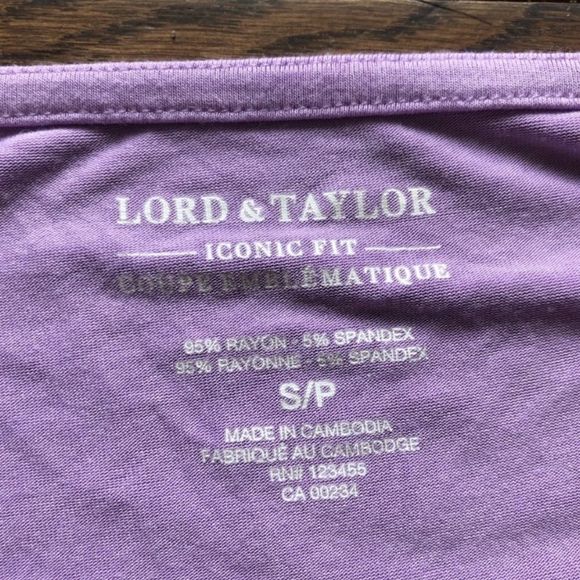 LORD & TAYLOR
ICONIC FIT
COUPE EMBLÉMATIQUE
95% RAYON - 5% SPANDEX
95% RAYONNE - 5% SPANDEX
S/P
MADE IN CAMBODIA
FABRIQUÉ AU CAMBODGE
RN# 123455
CA 00234